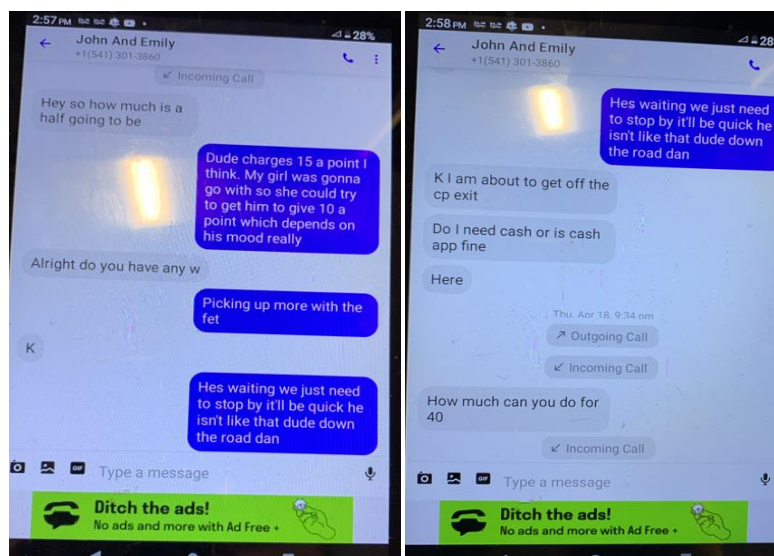 2:57 PM
28%
John And Emily
+1(541) 301-3860
Incoming Call
Hey so how much is a
half going to be
Dude charges 15 a point I
think. My girl was gonna
go with so she could try
to get him to give 10 a
point which depends on
his mood really
Alright do you have any w
Picking up more with the
fet
K
Hes waiting we just need
to stop by it'll be quick he
isn't like that dude down
the road dan
Type a message
GIF
Ditch the ads!
No ads and more with Ad Free +
2:58 PM
28
John And Emily
+1(541) 301-3860
Hes waiting we just need
to stop by it'll be quick he
isn't like that dude down
the road dan
K I am about to get off the
cp exit
Do I need cash or is cash
app fine
Here
Thu, Apr 18, 9:34 pm
Outgoing Call
Incoming Call
How much can you do for
40
Incoming Call
Type a message
GIF
Ditch the ads!
No ads and more with Ad Free +